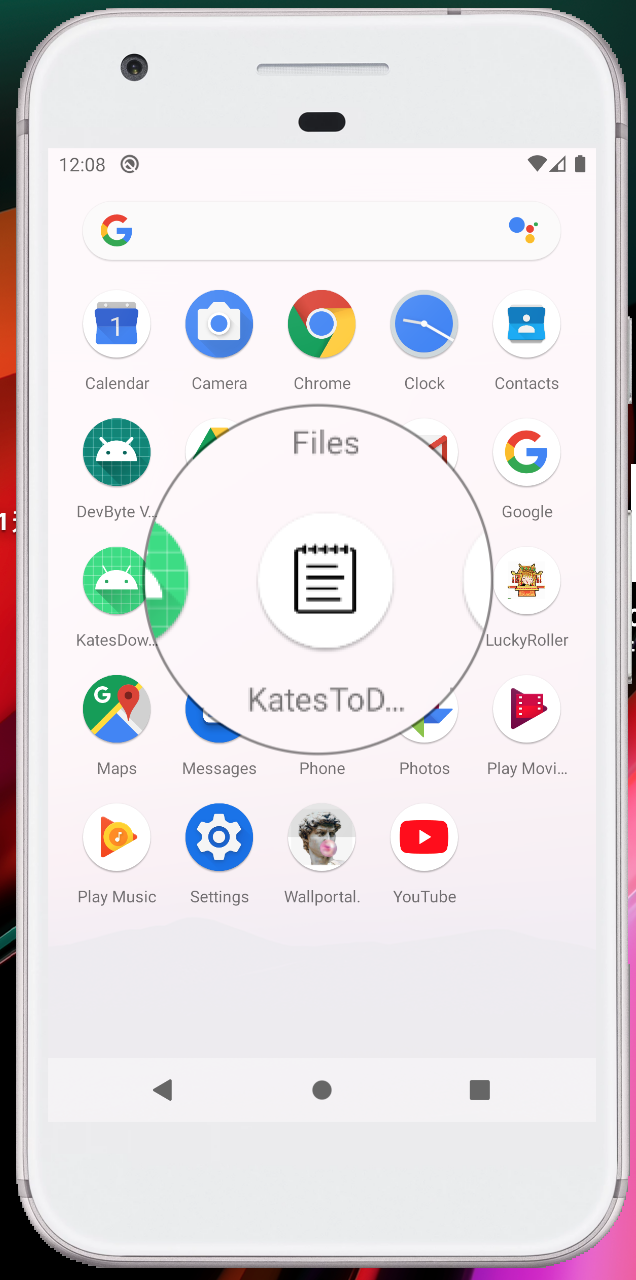 12:08
1
Calendar
Camera
Chrome
Clock
Contacts
Files
DevByte V...
Google
KatesDow...
KatesToD...
LuckyRoller
Maps
Messages
Phone
Photos
Play Movi...
Play Music
Settings
Wallportal.
YouTube